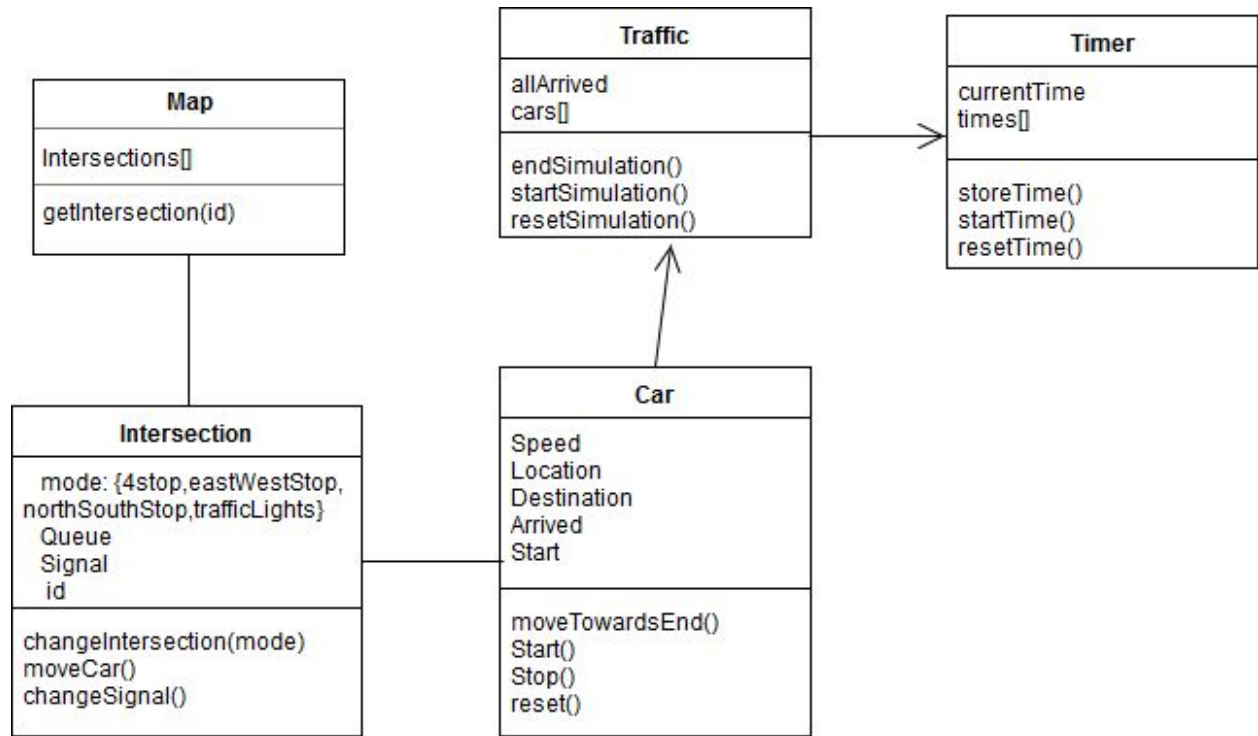 Map
Intersections[]
getIntersection(id)
Traffic
allArrived
cars[]
endSimulation()
startSimulation()
resetSimulation()
Timer
currentTime
times[]
storeTime()
startTime()
resetTime()
Intersection
mode: {4stop,eastWestStop,
northSouthStop,trafficLights}
Queue
Signal
id
changeIntersection(mode)
moveCar()
changeSignal()
Car
Speed
Location
Destination
Arrived
Start
moveTowardsEnd()
Start()
Stop()
reset()